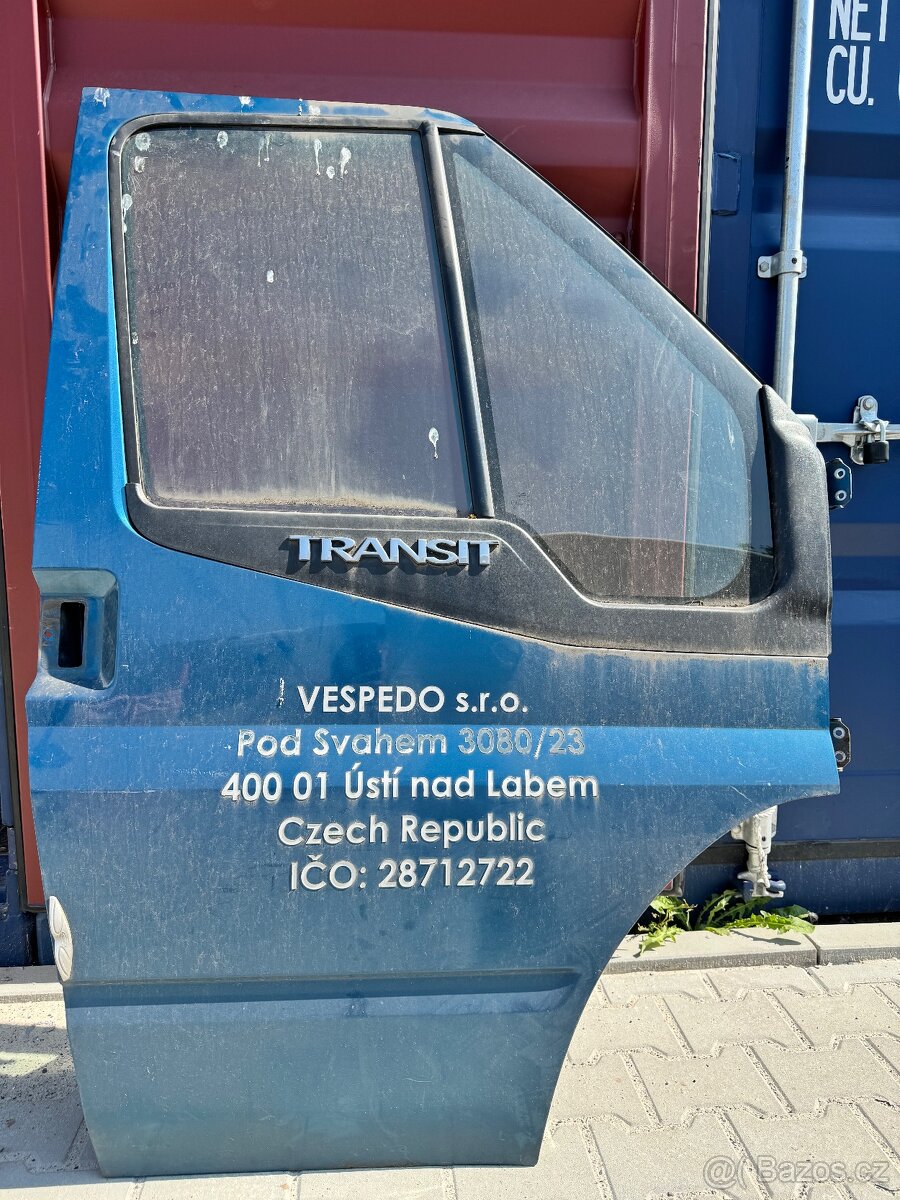 NET
CU.
TRANSIT
VESPEDO s.r.o.
Pod Svahem 3080/23
400 01 Ústí nad Labem
Czech Republic
IČO: 28712722
Bazos.cz